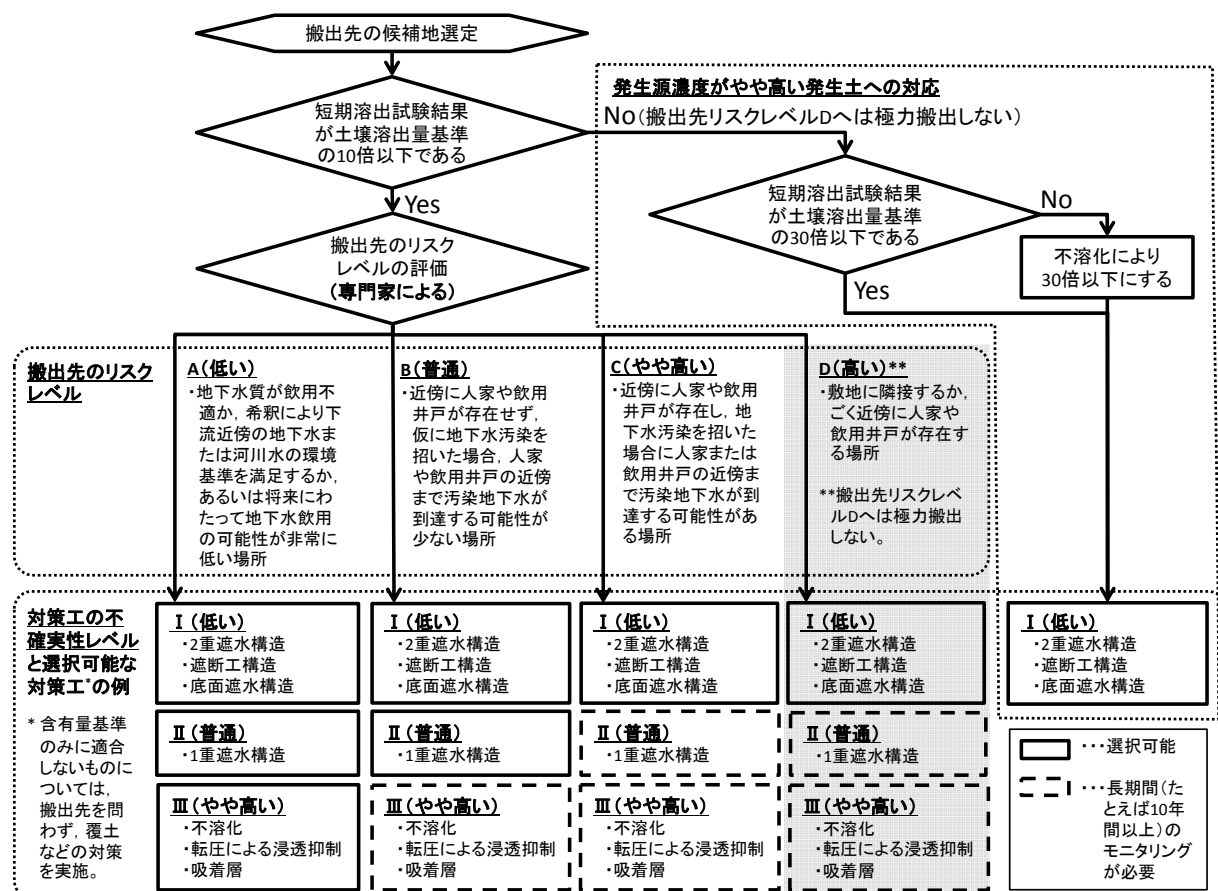 搬出先の候補地選定
短期溶出試験結果
が土壌溶出量基準
の10倍以下である
Yes
搬出先のリスク
レベルの評価
(専門家による)
発生源濃度がやや高い発生土への対応
No(搬出先リスクレベルDへは極力搬出しない)
短期溶出試験結果
が土壌溶出量基準
の30倍以下である
No
Yes
不溶化により
30倍以下にする
搬出先のリスク
レベル
A(低い)
・地下水質が飲用不
適か，希釈により下
流近傍の地下水ま
たは河川水の環境
基準を満足するか，
あるいは将来にわ
たって地下水飲用
の可能性が非常に
低い場所
B(普通)
・近傍に人家や飲用
井戸が存在せず，
仮に地下水汚染を
招いた場合，人家
や飲用井戸の近傍
まで汚染地下水が
到達する可能性が
少ない場所
C(やや高い)
・近傍に人家や飲用
井戸が存在し，地
下水汚染を招いた
場合に人家または
飲用井戸の近傍ま
で汚染地下水が到
達する可能性があ
る場所
D(高い)**
・敷地に隣接するか，
ごく近傍に人家や
飲用井戸が存在す
る場所
**搬出先リスクレベ
ルDへは極力搬出
しない。
対策工の不
確実性レベル
と選択可能な
対策工*の例
* 含有量基準
のみに適合
しないものに
ついては，
搬出先を問
わず，覆土
などの対策
を実施。
Ⅰ(低い)
・2重遮水構造
・遮断工構造
・底面遮水構造
Ⅱ(普通)
・1重遮水構造
Ⅲ(やや高い)
・不溶化
・転圧による浸透抑制
・吸着層
Ⅰ(低い)
・2重遮水構造
・遮断工構造
・底面遮水構造
Ⅱ(普通)
・1重遮水構造
Ⅲ(やや高い)
・不溶化
・転圧による浸透抑制
・吸着層
Ⅰ(低い)
・2重遮水構造
・遮断工構造
・底面遮水構造
Ⅱ(普通)
・1重遮水構造
Ⅲ(やや高い)
・不溶化
・転圧による浸透抑制
・吸着層
Ⅰ(低い)
・2重遮水構造
・遮断工構造
・底面遮水構造
Ⅱ(普通)
・1重遮水構造
Ⅲ(やや高い)
・不溶化
・転圧による浸透抑制
・吸着層
Ⅰ(低い)
・2重遮水構造
・遮断工構造
・底面遮水構造
・・・選択可能
・・・長期間(た
とえば10年
間以上)の
モニタリング
が必要